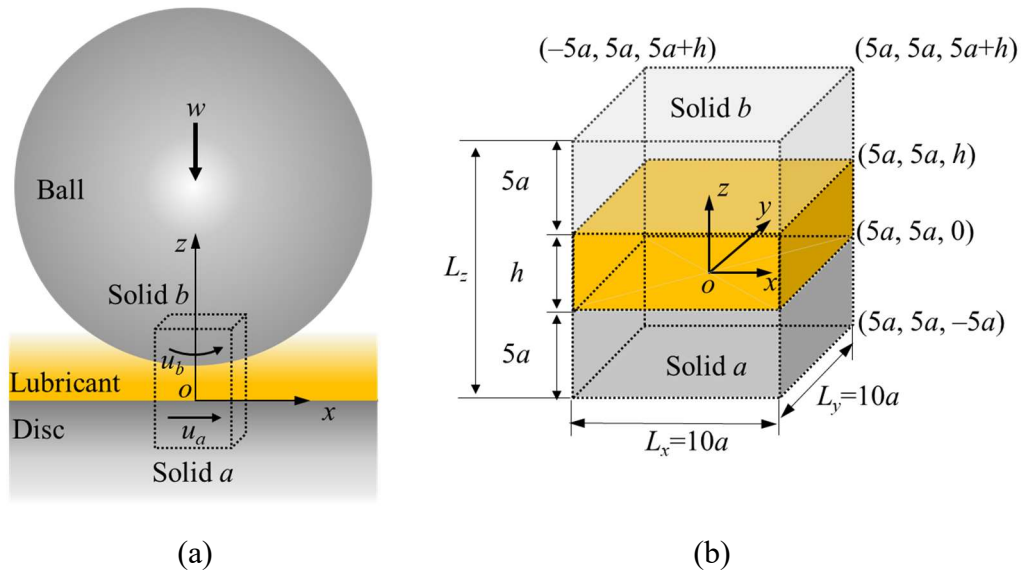 w
Ball
z
Solid b
u_b
Lubricant
o
x
Disc
u_a
Solid a
(a)
(–5a, 5a, 5a+h)
(5a, 5a, 5a+h)
Solid b
5a
(5a, 5a, h)
z
y
L_z
h
(5a, 5a, 0)
o
x
5a
Solid a
(5a, 5a, –5a)
L_y=10a
L_x=10a
(b)